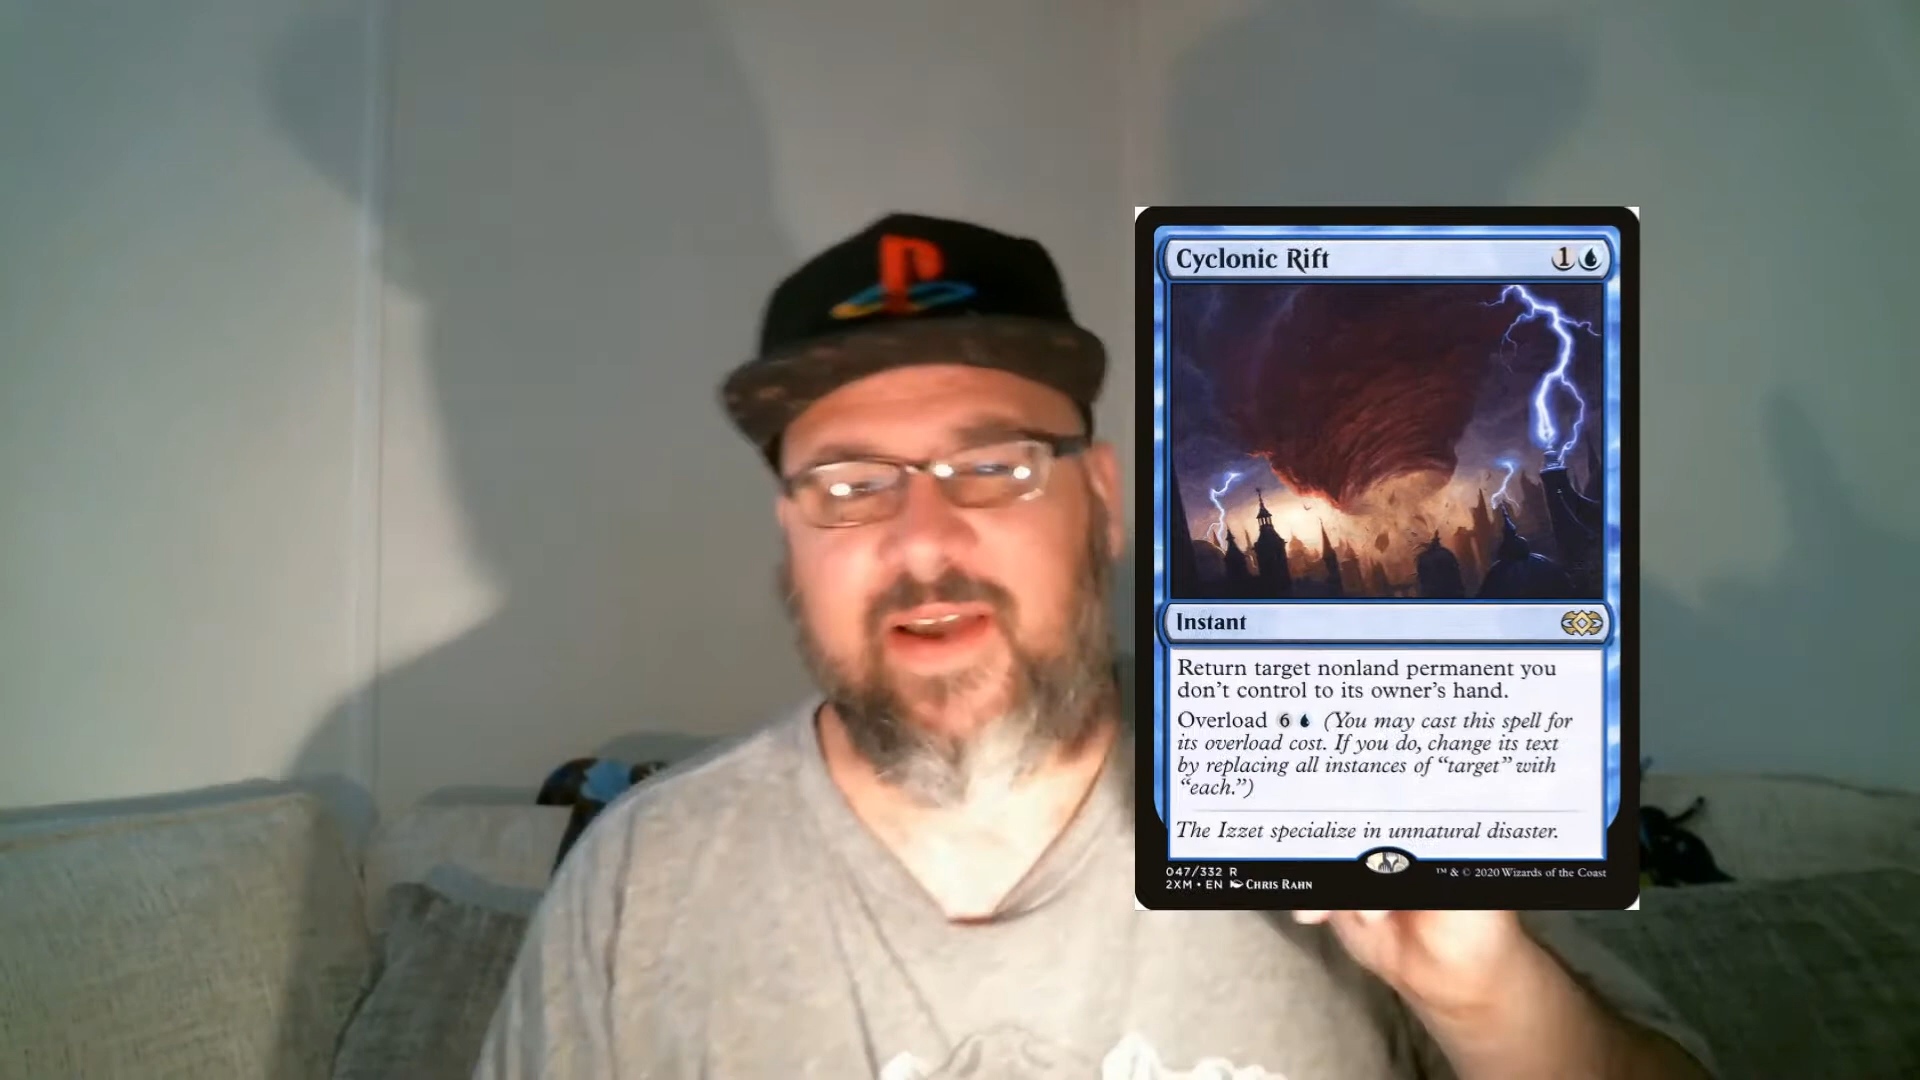 Cyclonic Rift 1
Instant
Return target nonland permanent you
don't control to its owner's hand.
Overload 6 (You may cast this spell for
its overload cost. If you do, change its text
by replacing all instances of “target” with
“each.”)
The Izzet specialize in unnatural disaster.
047/332 R
2XM • EN Chris Rahn
™ & © 2020 Wizards of the Coast